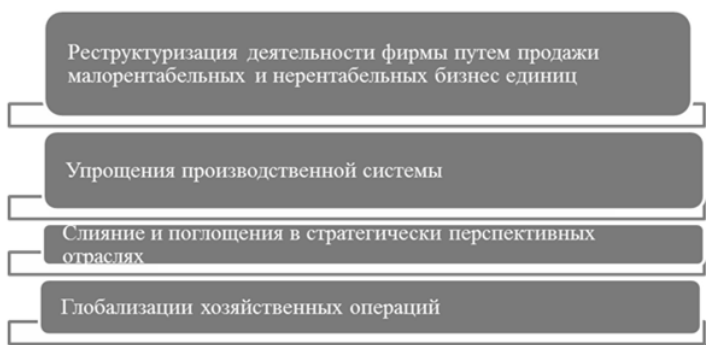 Реструктуризация деятельности фирмы путем продажи
малорентабельных и нерентабельных бизнес единиц
Упрощения производственной системы
Слияние и поглощения в стратегически перспективных
отраслях
Глобализации хозяйственных операций